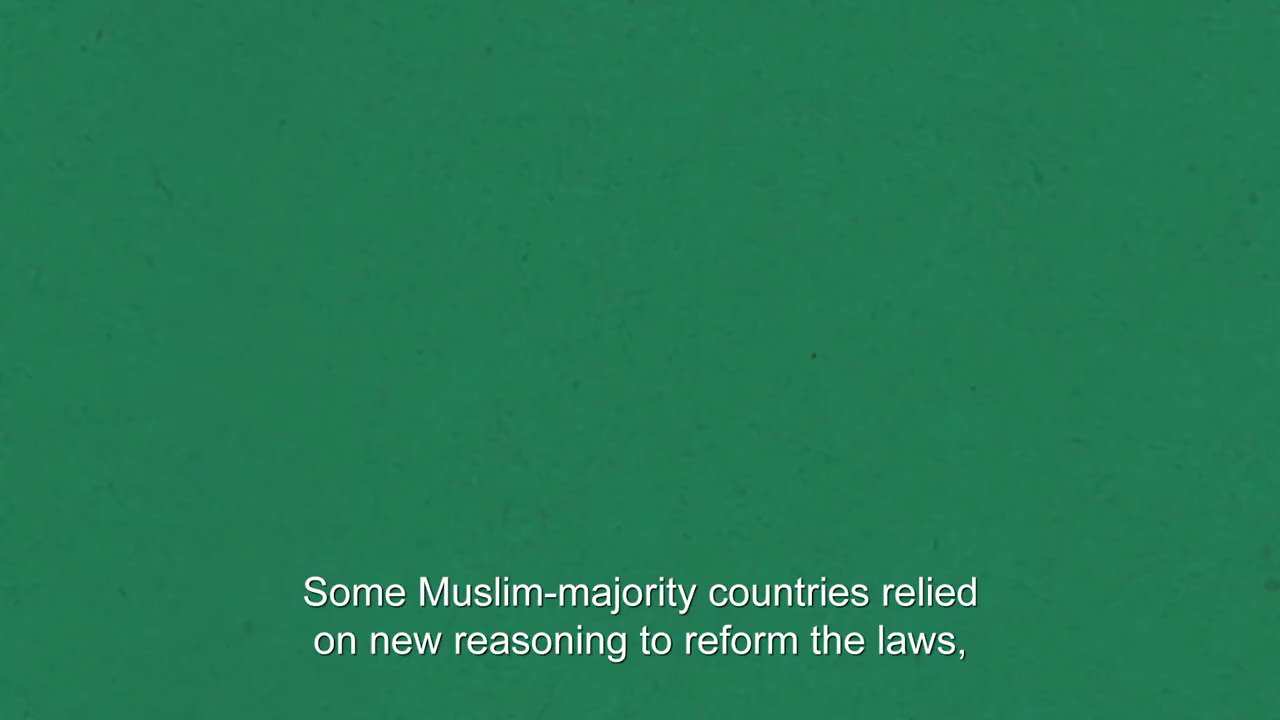 Some Muslim-majority countries relied
on new reasoning to reform the laws,